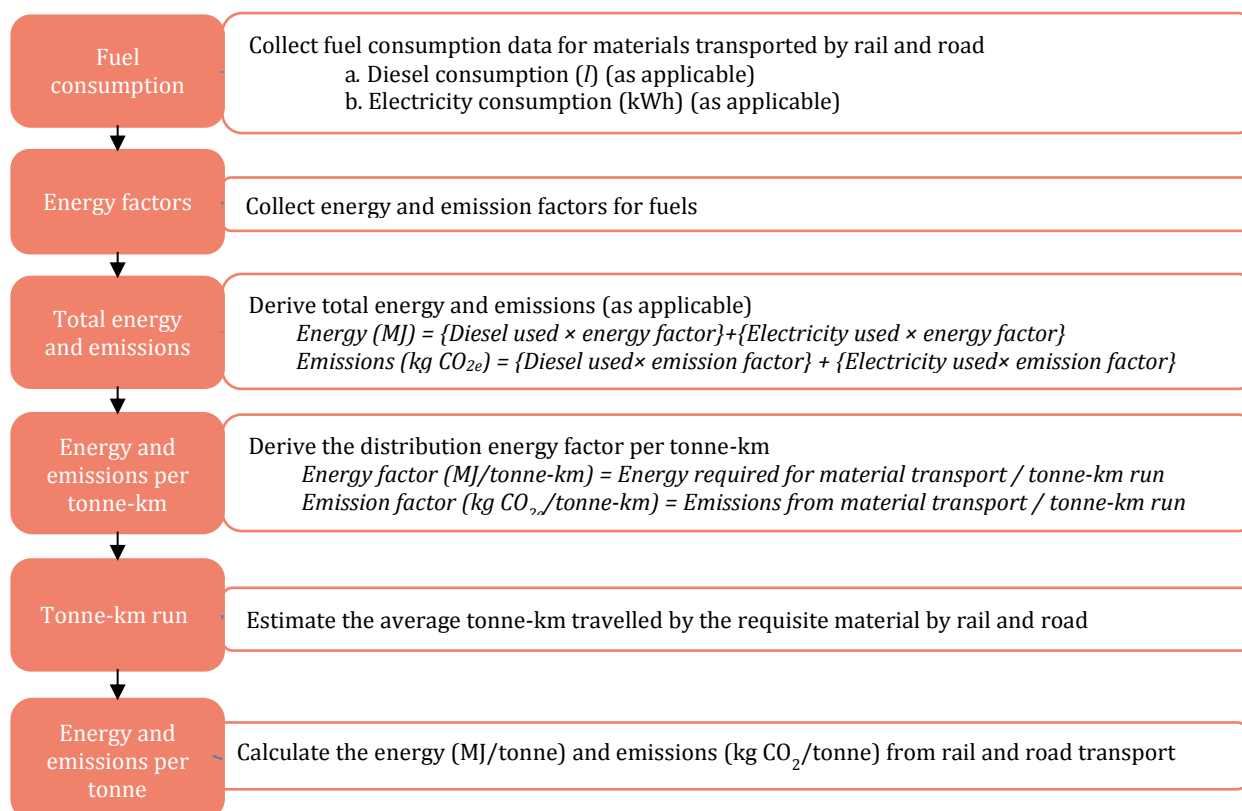 Fuel
consumption
Collect fuel consumption data for materials transported by rail and road
a. Diesel consumption (l) (as applicable)
b. Electricity consumption (kWh) (as applicable)
Energy factors
Collect energy and emission factors for fuels
Total energy
and emissions
Derive total energy and emissions (as applicable)
Energy (MJ) = {Diesel used × energy factor}+{Electricity used × energy factor}
Emissions (kg CO₂e) = {Diesel used× emission factor} + {Electricity used× emission factor}
Energy and
emissions per
tonne-km
Derive the distribution energy factor per tonne-km
Energy factor (MJ/tonne-km) = Energy required for material transport / tonne-km run
Emission factor (kg CO₂e/tonne-km) = Emissions from material transport / tonne-km run
Tonne-km run
Estimate the average tonne-km travelled by the requisite material by rail and road
Energy and
emissions per
tonne
Calculate the energy (MJ/tonne) and emissions (kg CO₂/tonne) from rail and road transport